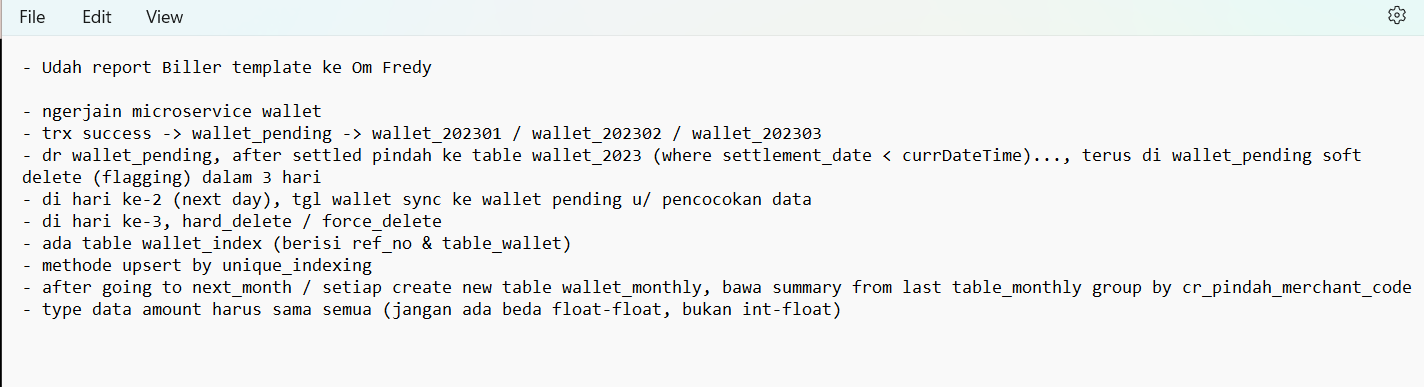 File Edit View
- Udah report Biller template ke Om Fredy
- ngerjain microservice wallet
- trx success -> wallet_pending -> wallet_202301 / wallet_202302 / wallet_202303
- dr wallet_pending, after settled pindah ke table wallet_2023 (where settlement_date < currDateTime)..., terus di wallet_pending soft
delete (flagging) dalam 3 hari
- di hari ke-2 (next day), tgl wallet sync ke wallet pending u/ pencocokan data
- di hari ke-3, hard_delete / force_delete
- ada table wallet_index (berisi ref_no & table_wallet)
- methode upsert by unique_indexing
- after going to next_month / setiap create new table wallet_monthly, bawa summary from last table_monthly group by cr_pindah_merchant_code
- type data amount harus sama semua (jangan ada beda float-float, bukan int-float)